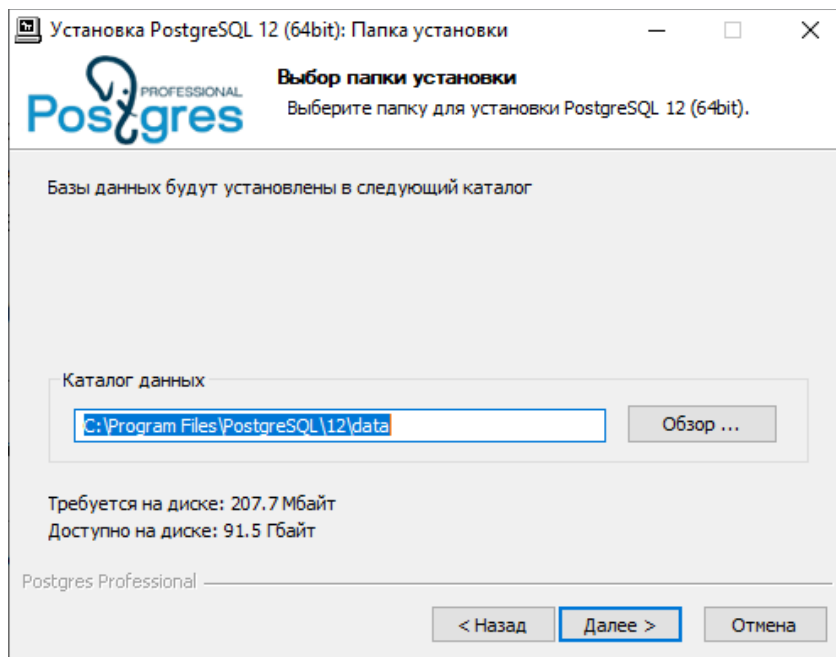 Установка PostgreSQL 12 (64bit): Папка установки
PROFESSIONAL
Postgres
Выбор папки установки
Выберите папку для установки PostgreSQL 12 (64bit).
Базы данных будут установлены в следующий каталог
Каталог данных
C:\Program Files\PostgreSQL\12\data
Обзор ...
Требуется на диске: 207.7 Мбайт
Доступно на диске: 91.5 Гбайт
Postgres Professional
< Назад
Далее >
Отмена